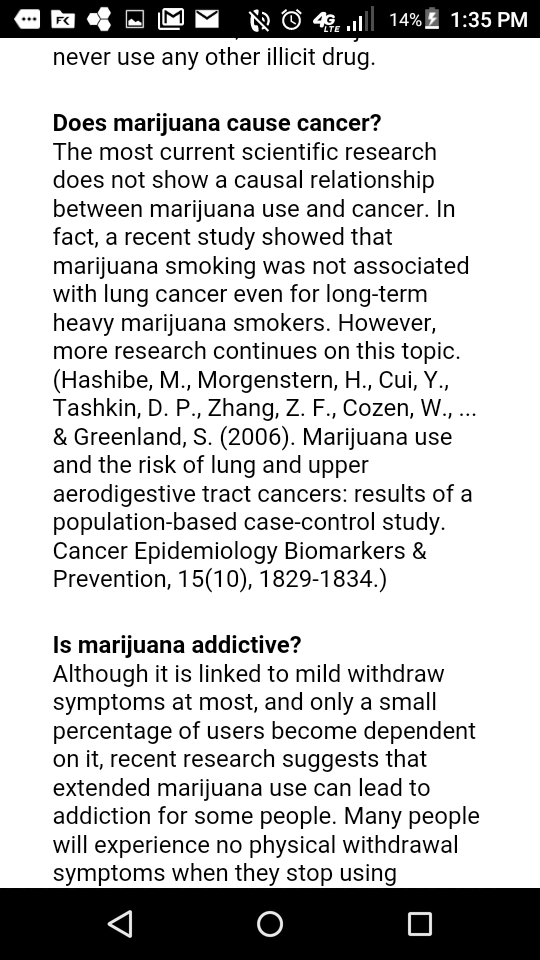 14% 1:35 PM
4G
LTE
never use any other illicit drug.
Does marijuana cause cancer?
The most current scientific research
does not show a causal relationship
between marijuana use and cancer. In
fact, a recent study showed that
marijuana smoking was not associated
with lung cancer even for long-term
heavy marijuana smokers. However,
more research continues on this topic.
(Hashibe, M., Morgenstern, H., Cui, Y.,
Tashkin, D. P., Zhang, Z. F., Cozen, W., ...
& Greenland, S. (2006). Marijuana use
and the risk of lung and upper
aerodigestive tract cancers: results of a
population-based case-control study.
Cancer Epidemiology Biomarkers &
Prevention, 15(10), 1829-1834.)
Is marijuana addictive?
Although it is linked to mild withdraw
symptoms at most, and only a small
percentage of users become dependent
on it, recent research suggests that
extended marijuana use can lead to
addiction for some people. Many people
will experience no physical withdrawal
symptoms when they stop using